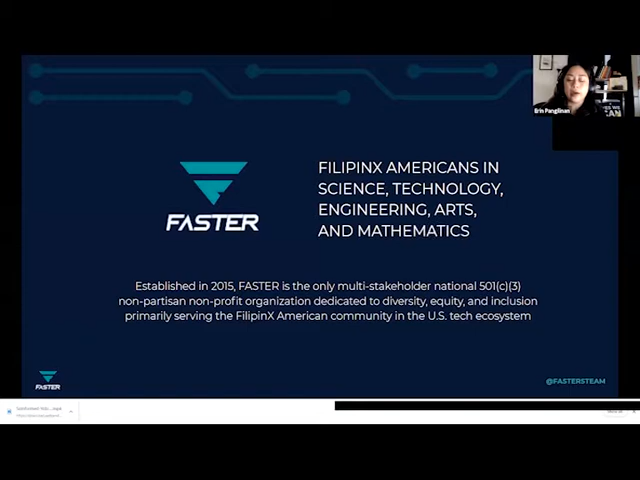 Erin Pangilinan
FASTER
FILIPINX AMERICANS IN
SCIENCE, TECHNOLOGY,
ENGINEERING, ARTS,
AND MATHEMATICS
Established in 2015, FASTER is the only multi-stakeholder national 501(c)(3)
non-partisan non-profit organization dedicated to diversity, equity, and inclusion
primarily serving the FilipinX American community in the U.S. tech ecosystem
FASTER
@FASTERSTEAM